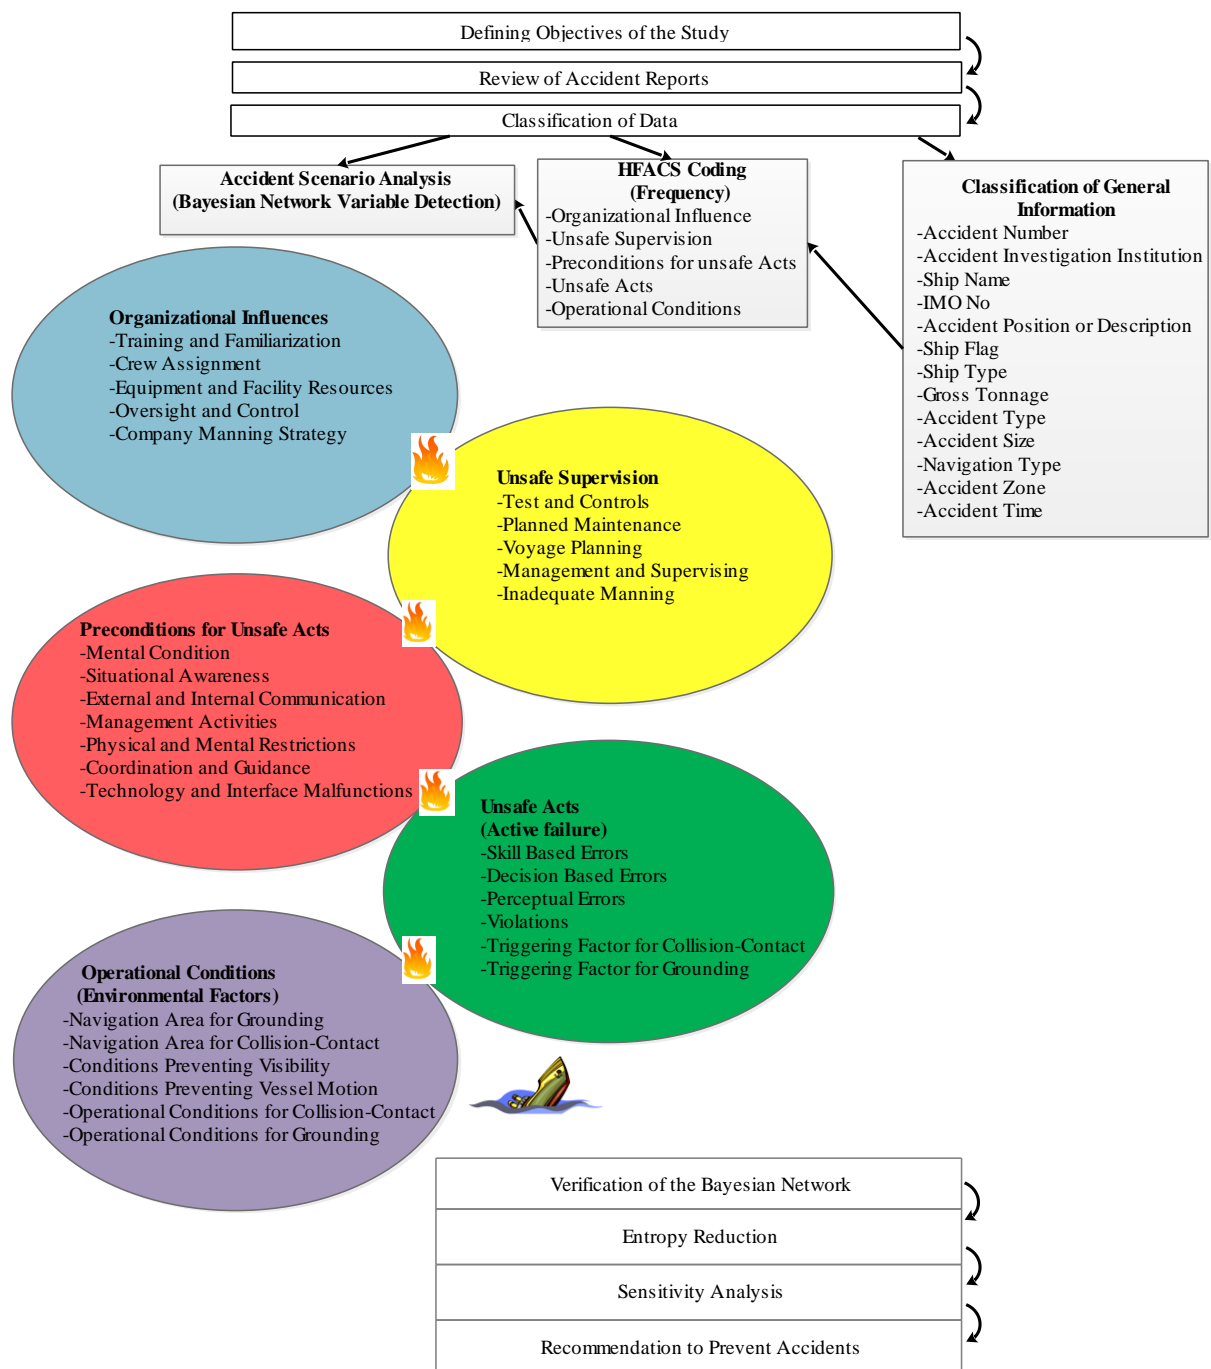 Defining Objectives of the Study
Review of Accident Reports
Classification of Data
Accident Scenario Analysis
(Bayesian Network Variable Detection)
HFACS Coding
(Frequency)
-Organizational Influence
-Unsafe Supervision
-Preconditions for unsafe Acts
-Unsafe Acts
-Operational Conditions
Classification of General
Information
-Accident Number
-Accident Investigation Institution
-Ship Name
-IMO No
-Accident Position or Description
-Ship Flag
-Ship Type
-Gross Tonnage
-Accident Type
-Accident Size
-Navigation Type
-Accident Zone
-Accident Time
Organizational Influences
-Training and Familiarization
-Crew Assignment
-Equipment and Facility Resources
-Oversight and Control
-Company Manning Strategy
Unsafe Supervision
-Test and Controls
-Planned Maintenance
-Voyage Planning
-Management and Supervising
-Inadequate Manning
Preconditions for Unsafe Acts
-Mental Condition
-Situational Awareness
-External and Internal Communication
-Management Activities
-Physical and Mental Restrictions
-Coordination and Guidance
-Technology and Interface Malfunctions
Unsafe Acts
(Active failure)
-Skill Based Errors
-Decision Based Errors
-Perceptual Errors
-Violations
-Triggering Factor for Collision-Contact
-Triggering Factor for Grounding
Operational Conditions
(Environmental Factors)
-Navigation Area for Grounding
-Navigation Area for Collision-Contact
-Conditions Preventing Visibility
-Conditions Preventing Vessel Motion
-Operational Conditions for Collision-Contact
-Operational Conditions for Grounding
Verification of the Bayesian Network
Entropy Reduction
Sensitivity Analysis
Recommendation to Prevent Accidents